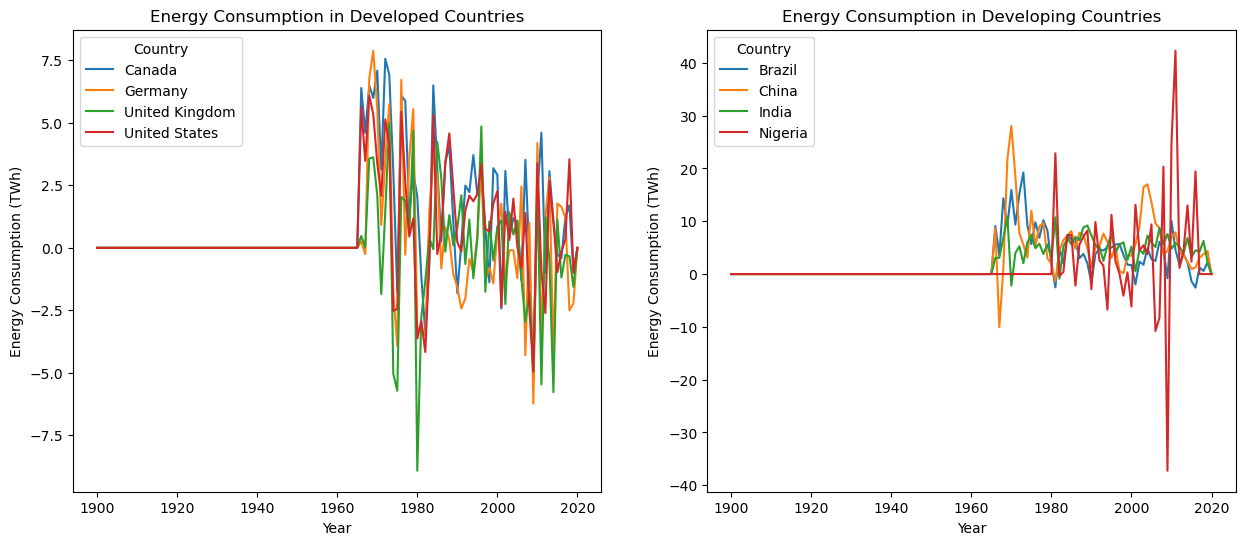 Energy Consumption in Developed Countries
Country
Canada
Germany
United Kingdom
United States
7.5
5.0
2.5
0.0
−2.5
−5.0
−7.5
Energy Consumption (TWh)
1900 1920 1940 1960 1980 2000 2020
Year
Energy Consumption in Developing Countries
Country
Brazil
China
India
Nigeria
40
30
20
10
0
−10
−20
−30
−40
Energy Consumption (TWh)
1900 1920 1940 1960 1980 2000 2020
Year